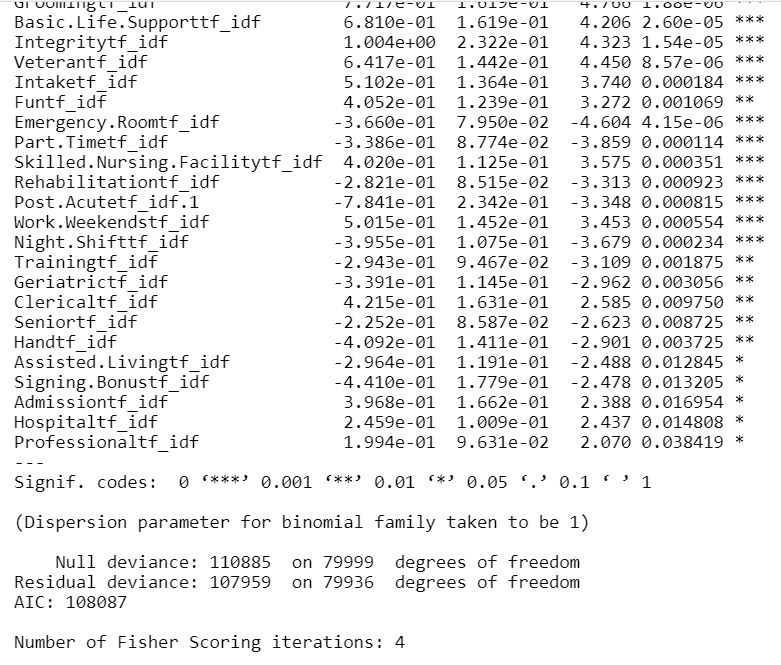 Groomingtf_idf 7.717e-01 1.619e-01 4.766 1.88e-06 ***
Basic.Life.Supporttf_idf 6.810e-01 1.619e-01 4.206 2.60e-05 ***
Integritytf_idf 1.004e+00 2.322e-01 4.323 1.54e-05 ***
Veterantf_idf 6.417e-01 1.442e-01 4.450 8.57e-06 ***
Intaketf_idf 5.102e-01 1.364e-01 3.740 0.000184 ***
Funtf_idf 4.052e-01 1.239e-01 3.272 0.001069 **
Emergency.Roomtf_idf -3.660e-01 7.950e-02 -4.604 4.15e-06 ***
Part.Timetf_idf -3.386e-01 8.774e-02 -3.859 0.000114 ***
Skilled.Nursing.Facilitytf_idf 4.020e-01 1.125e-01 3.575 0.000351 ***
Rehabilitationtf_idf -2.821e-01 8.515e-02 -3.313 0.000923 ***
Post.Acutetf_idf.1 -7.841e-01 2.342e-01 -3.348 0.000815 ***
Work.Weekendstf_idf 5.015e-01 1.452e-01 3.453 0.000554 ***
Night.Shifttf_idf -3.955e-01 1.075e-01 -3.679 0.000234 ***
Trainingtf_idf -2.943e-01 9.467e-02 -3.109 0.001875 **
Geriatrictf_idf -3.391e-01 1.145e-01 -2.962 0.003056 **
Clericaltf_idf 4.215e-01 1.631e-01 2.585 0.009750 **
Seniortf_idf -2.252e-01 8.587e-02 -2.623 0.008725 **
Handtf_idf -4.092e-01 1.411e-01 -2.901 0.003725 **
Assisted.Livingtf_idf -2.964e-01 1.191e-01 -2.488 0.012845 *
Signing.Bonustf_idf -4.410e-01 1.779e-01 -2.478 0.013205 *
Admissiontf_idf 3.968e-01 1.662e-01 2.388 0.016954 *
Hospitaltf_idf 2.459e-01 1.009e-01 2.437 0.014808 *
Professionaltf_idf 1.994e-01 9.631e-02 2.070 0.038419 *
---
Signif. codes: 0 ‘***’ 0.001 ‘**’ 0.01 ‘*’ 0.05 ‘.’ 0.1 ‘ ’ 1
(Dispersion parameter for binomial family taken to be 1)
Null deviance: 110885 on 79999 degrees of freedom
Residual deviance: 107959 on 79936 degrees of freedom
AIC: 108087
Number of Fisher Scoring iterations: 4